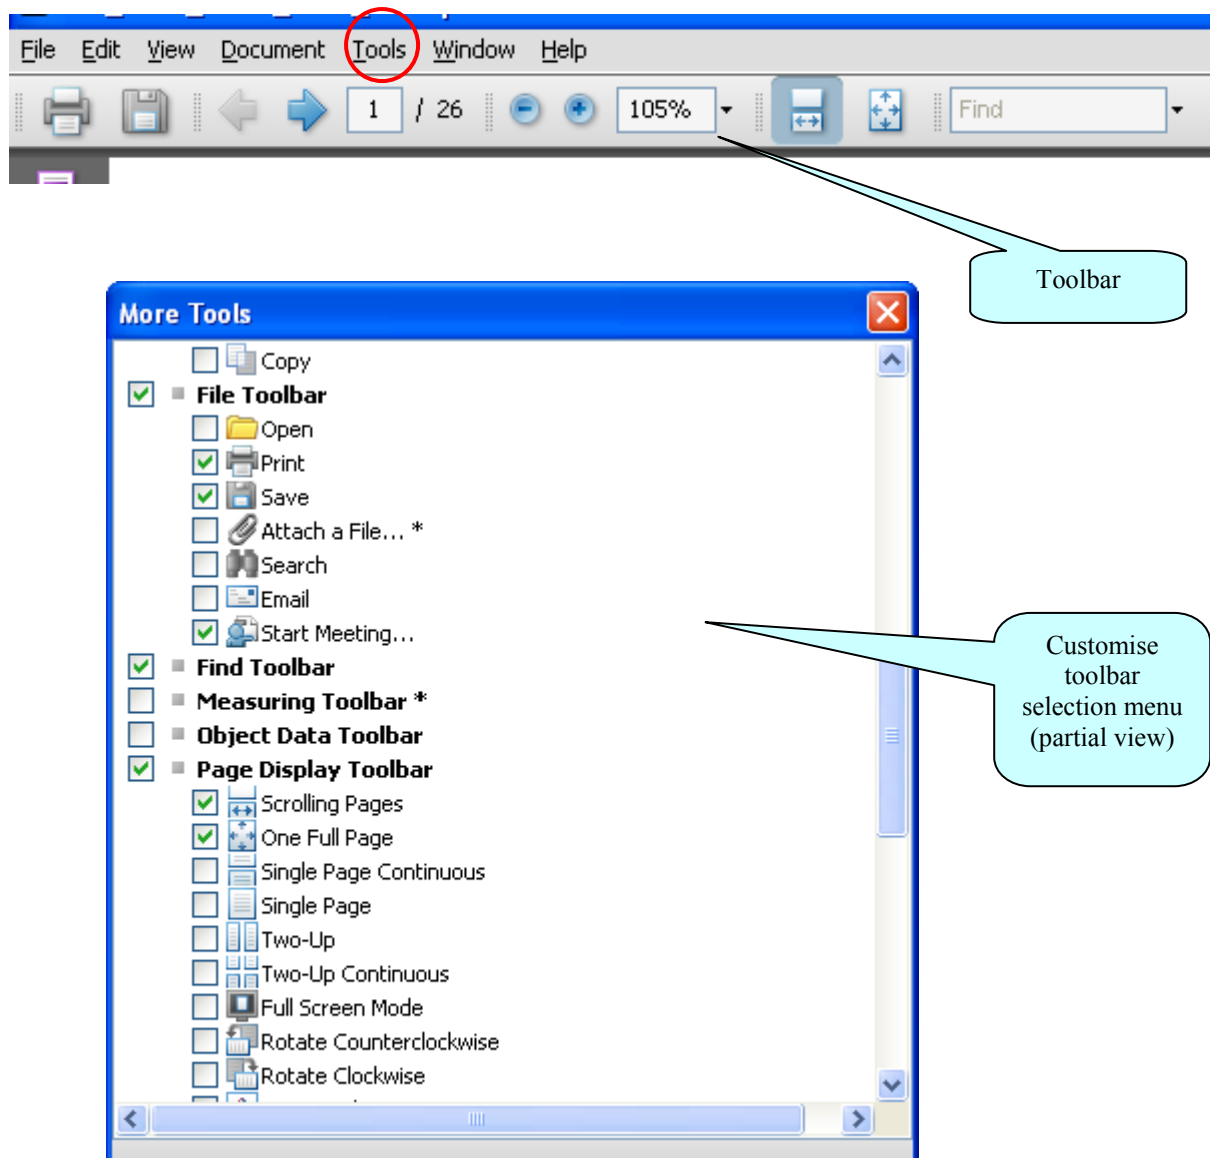 File Edit View Document Tools Window Help
1 / 26 105% Find
Toolbar
More Tools
Copy
File Toolbar
Open
Print
Save
Attach a File... *
Search
Email
Start Meeting...
Find Toolbar
Measuring Toolbar *
Object Data Toolbar
Page Display Toolbar
Scrolling Pages
One Full Page
Single Page Continuous
Single Page
Two-Up
Two-Up Continuous
Full Screen Mode
Rotate Counterclockwise
Rotate Clockwise
Customise
toolbar
selection menu
(partial view)